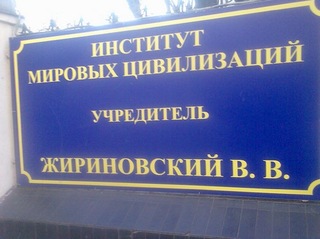 ИНСТИТУТ
МИРОВЫХ ЦИВИЛИЗАЦИЙ
УЧРЕДИТЕЛЬ
ЖИРИНОВСКИЙ В. В.